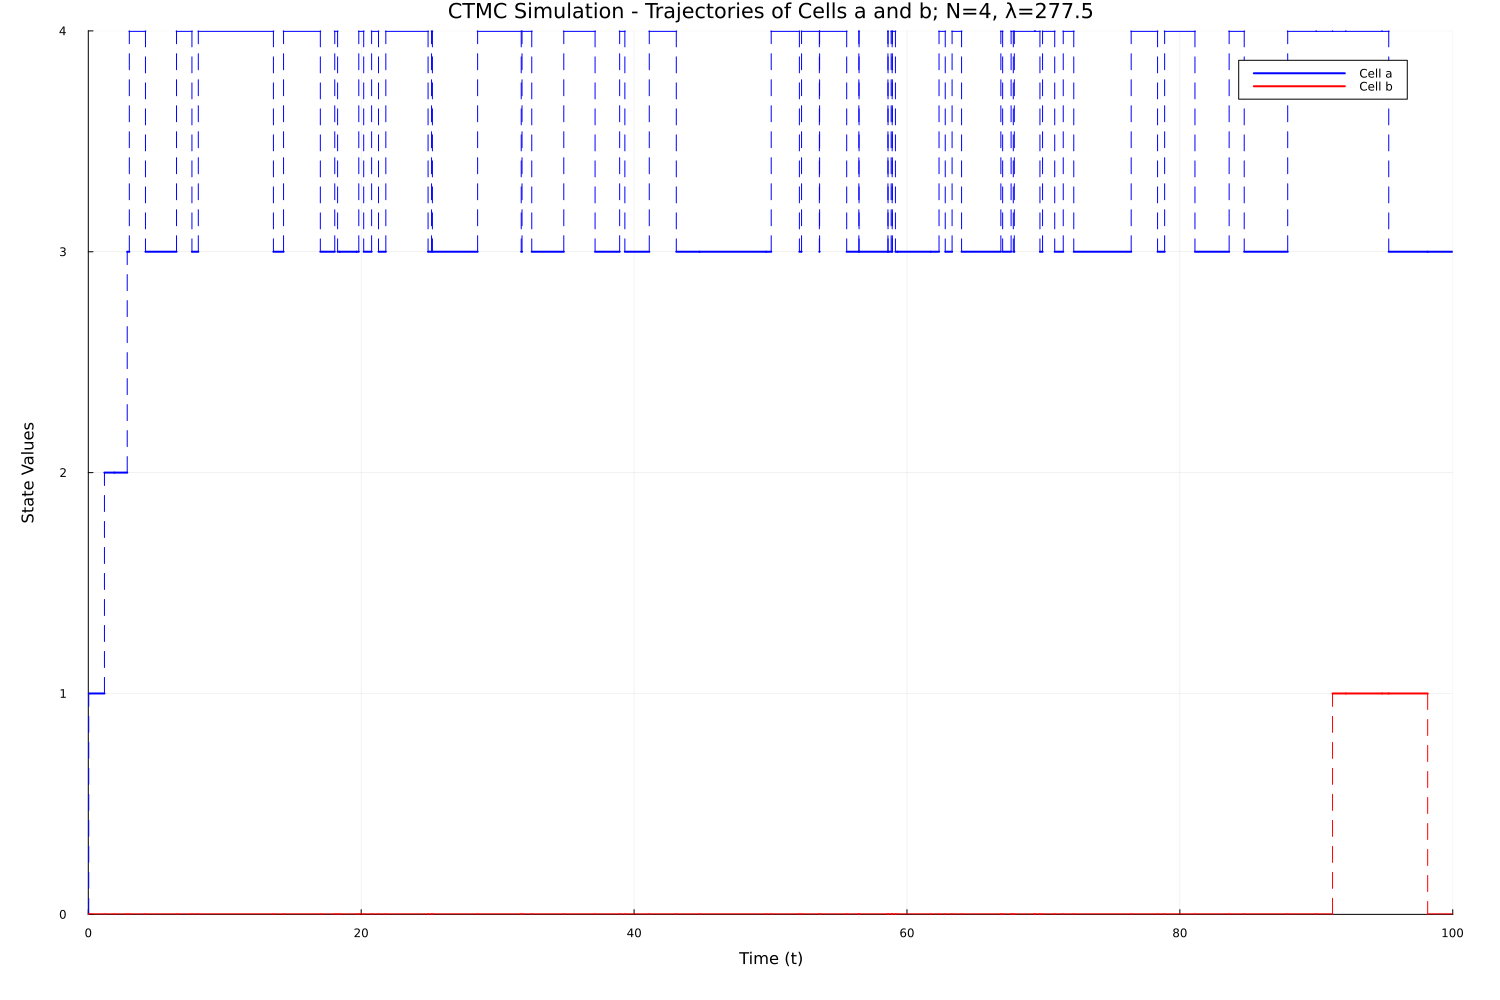 CTMC Simulation - Trajectories of Cells a and b; N=4, λ=277.5
4
Cell a
Cell b
3
State Values
2
1
0
0 20 40 60 80 100
Time (t)